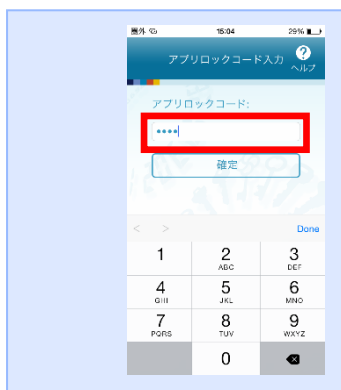 圏外 15:04 29%
アプリロックコード入力
?
ヘルプ
アプリロックコード:
••••
確定
< > Done
1 2 3
ABC DEF
4 5 6
GHI JKL MNO
7 8 9
PQRS TUV WXYZ
0